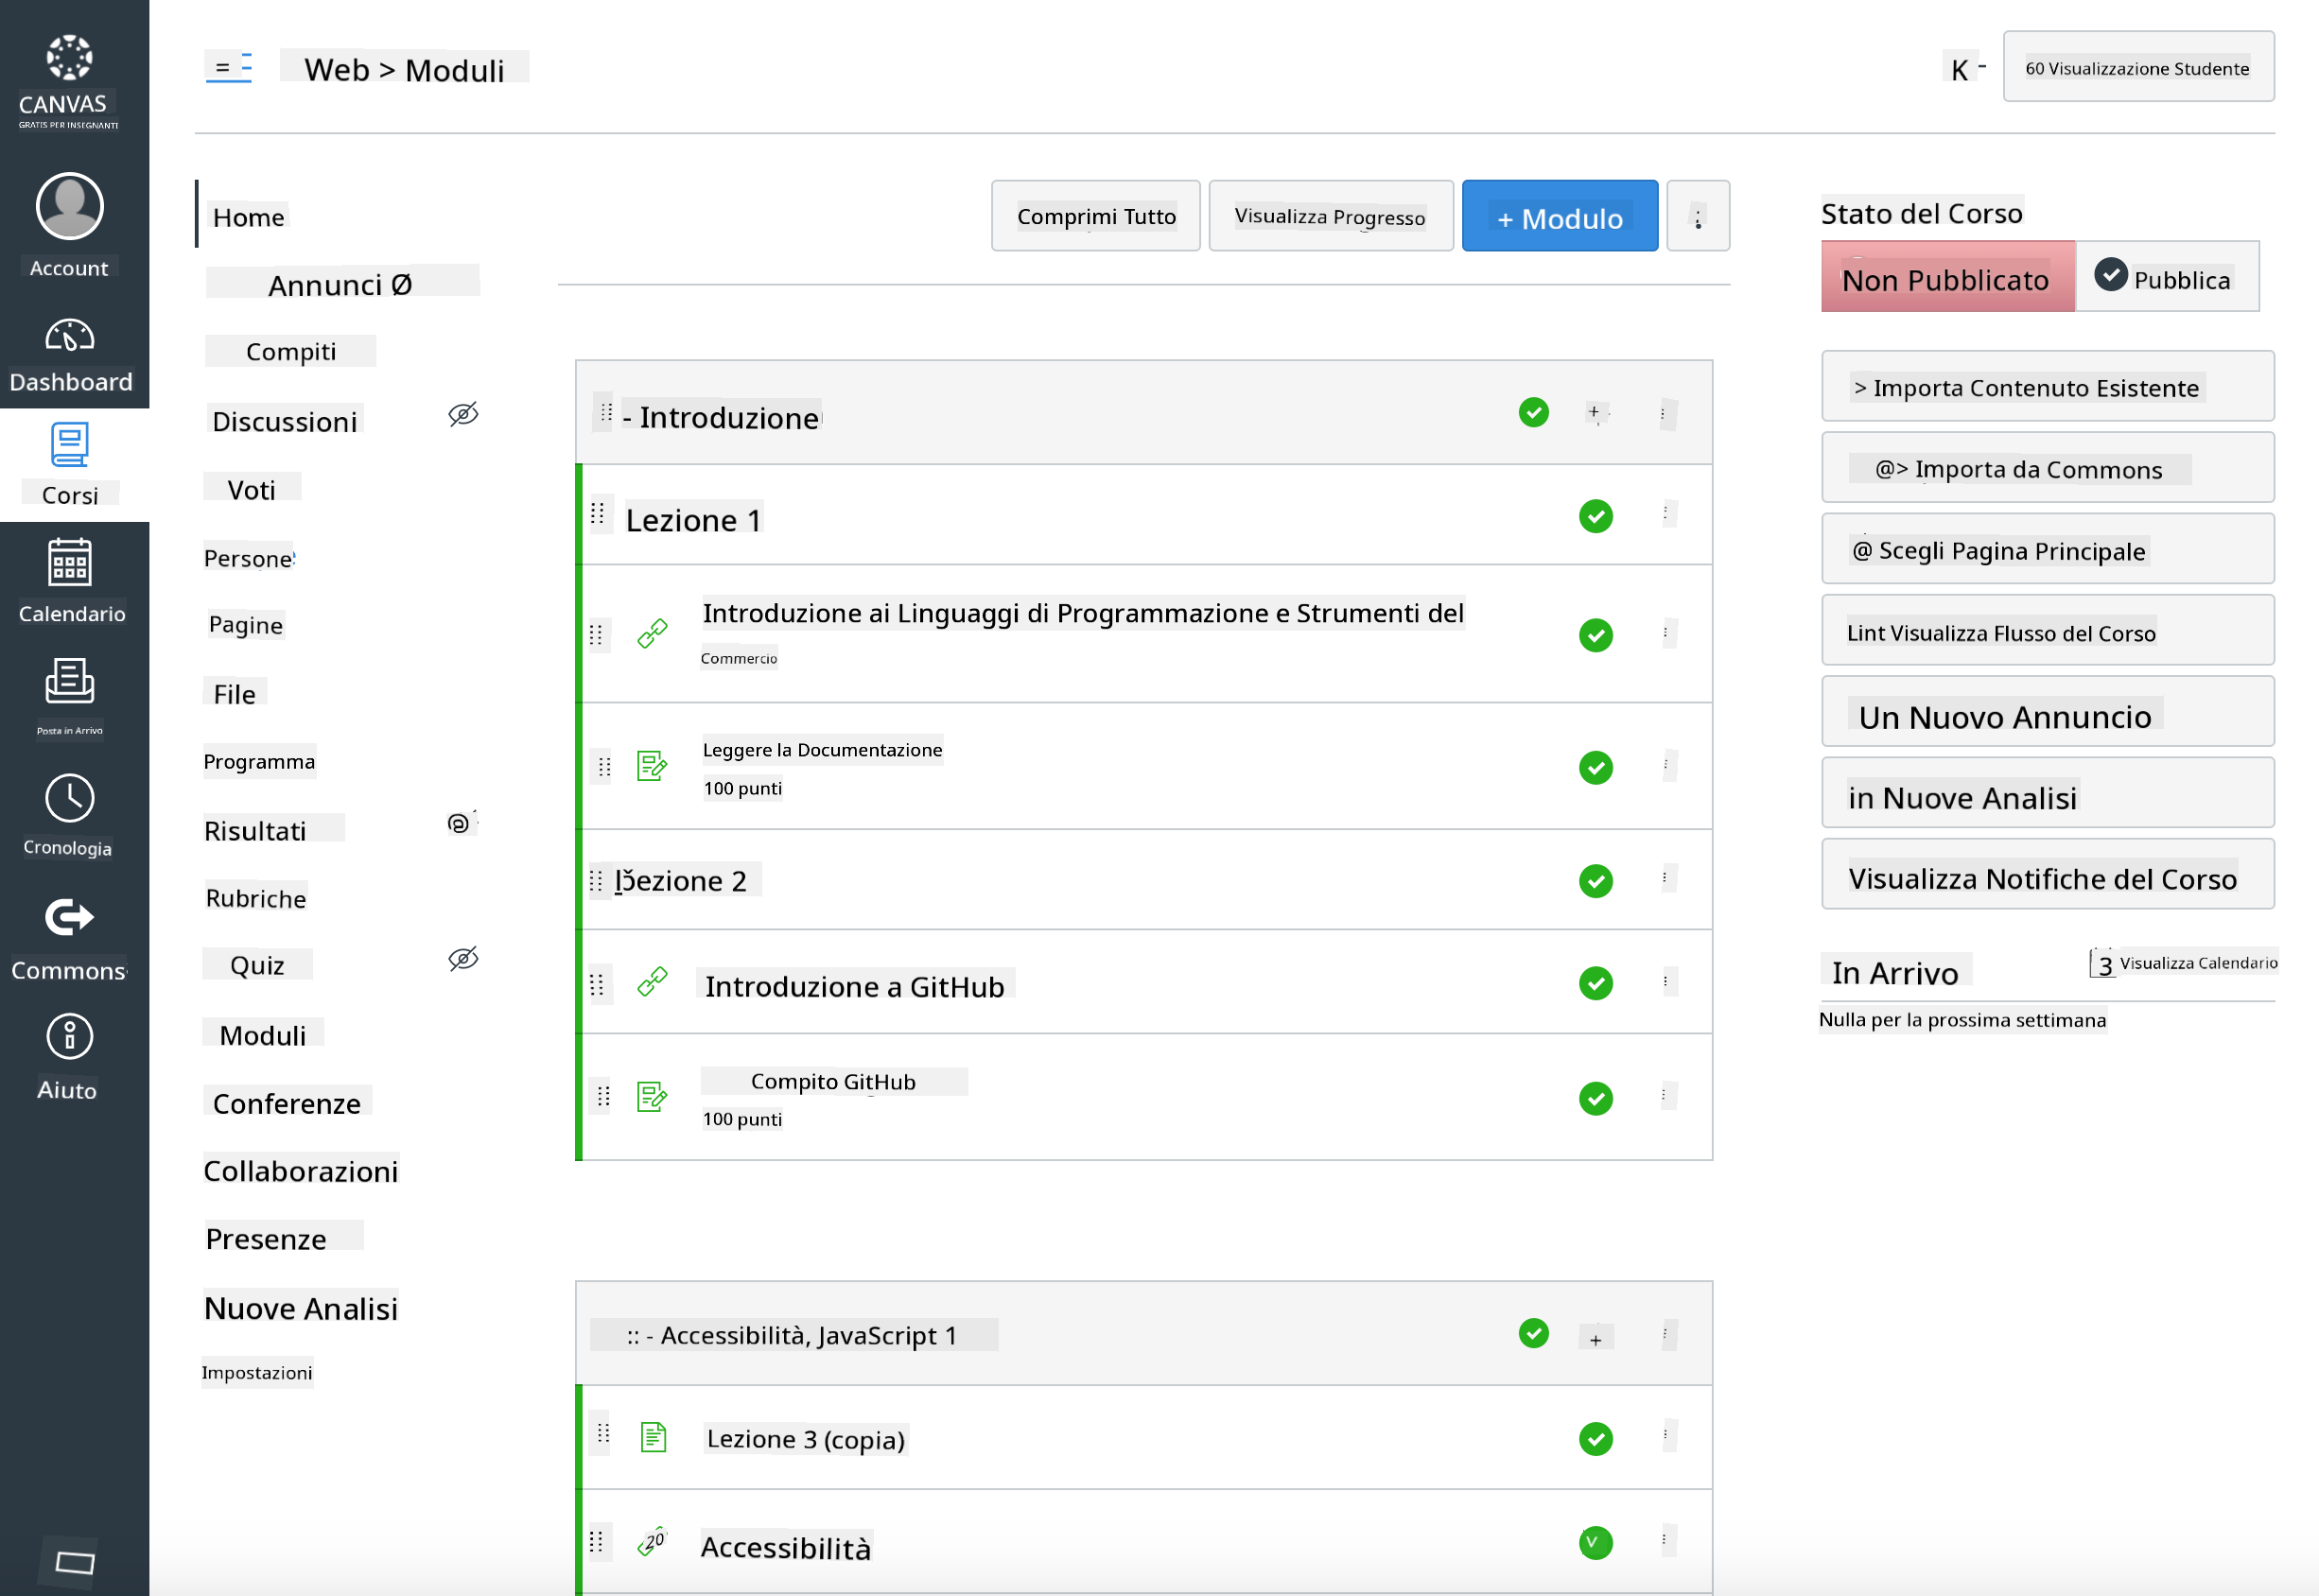 CANVAS
GRATIS PER INSEGNANTI
Account
Dashboard
Corsi
Calendario
Posta in Arrivo
Cronologia
Commons
Aiuto
Web > Moduli
K
60 Visualizzazione Studente
Home
Annunci Ø
Compiti
Discussioni
Voti
Persone
Pagine
File
Programma
Risultati
Rubriche
Quiz
Moduli
Conferenze
Collaborazioni
Presenze
Nuove Analisi
Impostazioni
Comprimi Tutto
Visualizza Progresso
+ Modulo
- Introduzione
+
Lezione 1
Introduzione ai Linguaggi di Programmazione e Strumenti del
Commercio
Leggere la Documentazione
100 punti
Lezione 2
Introduzione a GitHub
Compito GitHub
100 punti
:: - Accessibilità, JavaScript 1
+
Lezione 3 (copia)
20
Accessibilità
Stato del Corso
Non Pubblicato
Pubblica
> Importa Contenuto Esistente
@> Importa da Commons
@ Scegli Pagina Principale
Lint Visualizza Flusso del Corso
Un Nuovo Annuncio
in Nuove Analisi
Visualizza Notifiche del Corso
In Arrivo
3 Visualizza Calendario
Nulla per la prossima settimana